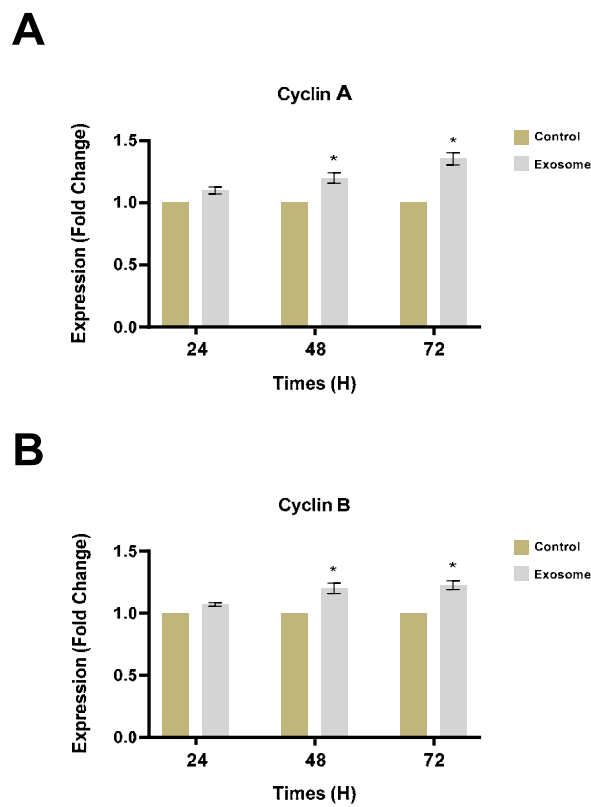 A
Cyclin A
Expression (Fold Change)
1.5
1.0
0.5
0.0
* *
24 48 72
Times (H)
Control
Exosome
B
Cyclin B
Expression (Fold Change)
1.5
1.0
0.5
0.0
* *
24 48 72
Times (H)
Control
Exosome